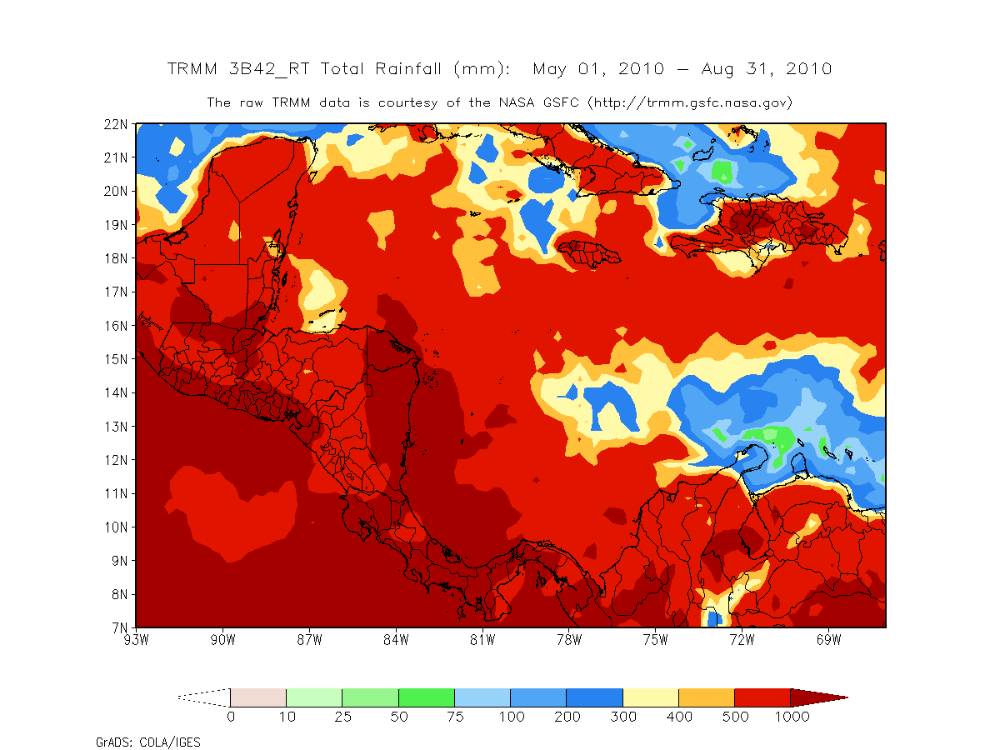 TRMM 3B42_RT Total Rainfall (mm):  May 01, 2010 – Aug 31, 2010
The raw TRMM data is courtesy of the NASA GSFC (http://trmm.gsfc.nasa.gov)
22N
21N
20N
19N
18N
17N
16N
15N
14N
13N
12N
11N
10N
9N
8N
7N
93W 90W 87W 84W 81W 78W 75W 72W 69W
0 10 25 50 75 100 200 300 400 500 1000
GrADS: COLA/IGES